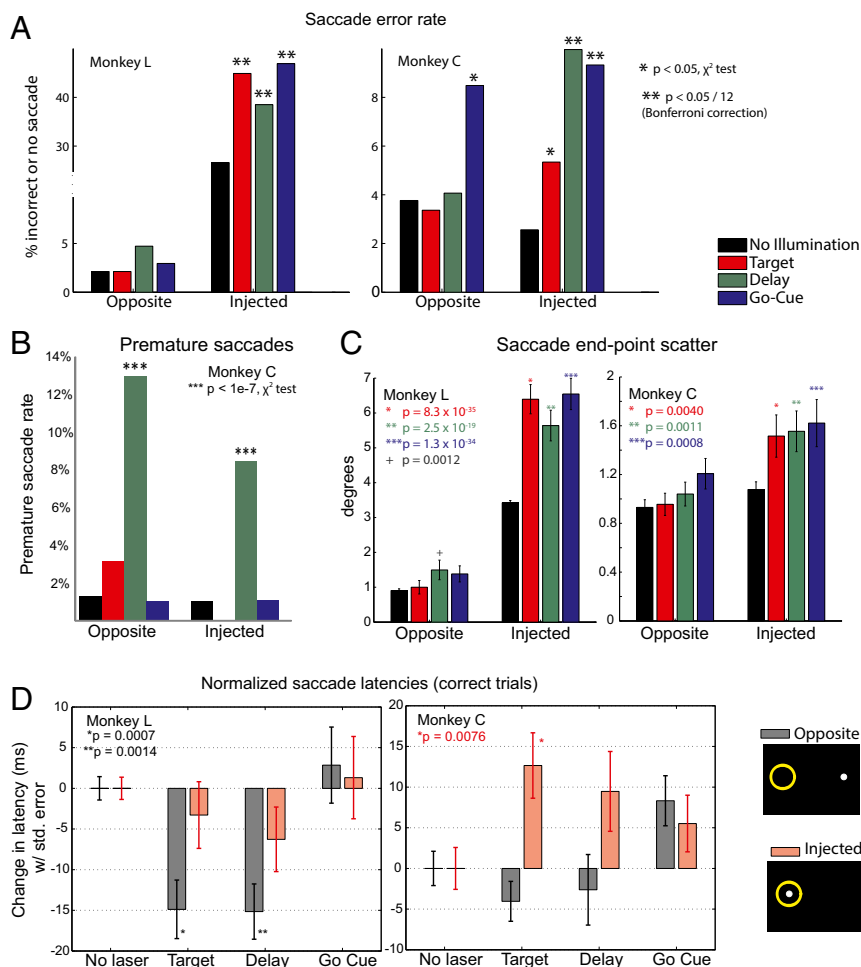 A
Saccade error rate
Monkey L
Monkey C
* p < 0.05, χ² test
** p < 0.05 / 12
(Bonferroni correction)
% incorrect or no saccade
40
30
5
0
** ** **
8
6
4
2
0
* * ** **
Opposite Injected
Opposite Injected
No Illumination
Target
Delay
Go-Cue
B
Premature saccades
Monkey C
*** p < 1e-7, χ² test
Premature saccade rate
14%
12%
10%
8%
6%
4%
2%
*** ***
Opposite Injected
C
Saccade end-point scatter
Monkey L
* p = 8.3 x 10⁻³⁵
** p = 2.5 x 10⁻¹⁹
*** p = 1.3 x 10⁻³⁴
+ p = 0.0012
degrees
7
6
5
4
3
2
1
0
+ * ** ***
Opposite Injected
Monkey C
* p = 0.0040
** p = 0.0011
*** p = 0.0008
2
1.6
1.2
0.8
0.4
0
* ** ***
Opposite Injected
D
Normalized saccade latencies (correct trials)
Monkey L
*p = 0.0007
**p = 0.0014
Change in latency (ms)
w/ std. error
10
5
0
-5
-10
-15
-20
* **
No laser Target Delay Go Cue
Monkey C
*p = 0.0076
20
15
10
5
0
-5
-10
*
No laser Target Delay Go Cue
Opposite
Injected